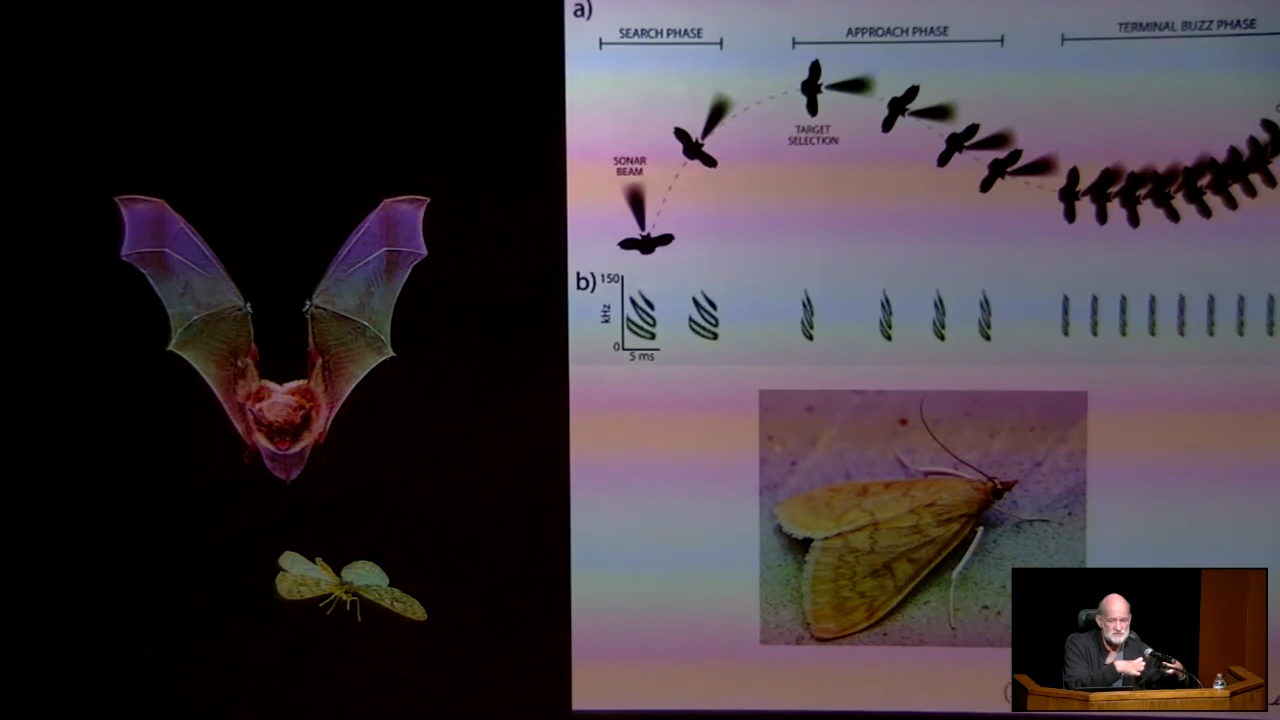 a)
SEARCH PHASE
APPROACH PHASE
TERMINAL BUZZ PHASE
TARGET
SELECTION
SONAR
BEAM
b)
150
kHz
0
5 ms